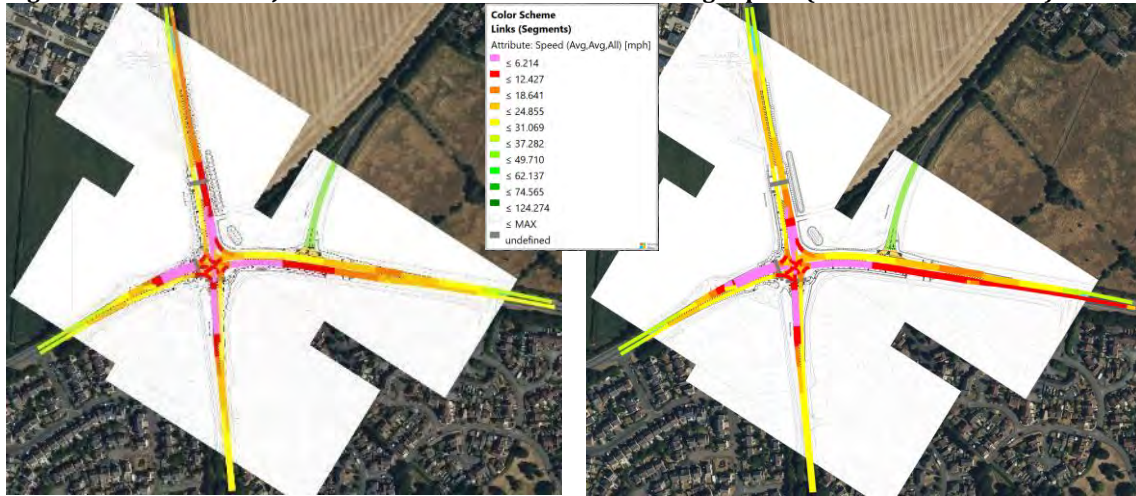 Color Scheme
Links (Segments)
Attribute: Speed (Avg,Avg,All) [mph]
≤ 6.214
≤ 12.427
≤ 18.641
≤ 24.855
≤ 31.069
≤ 37.282
≤ 49.710
≤ 62.137
≤ 74.565
≤ 124.274
≤ MAX
undefined